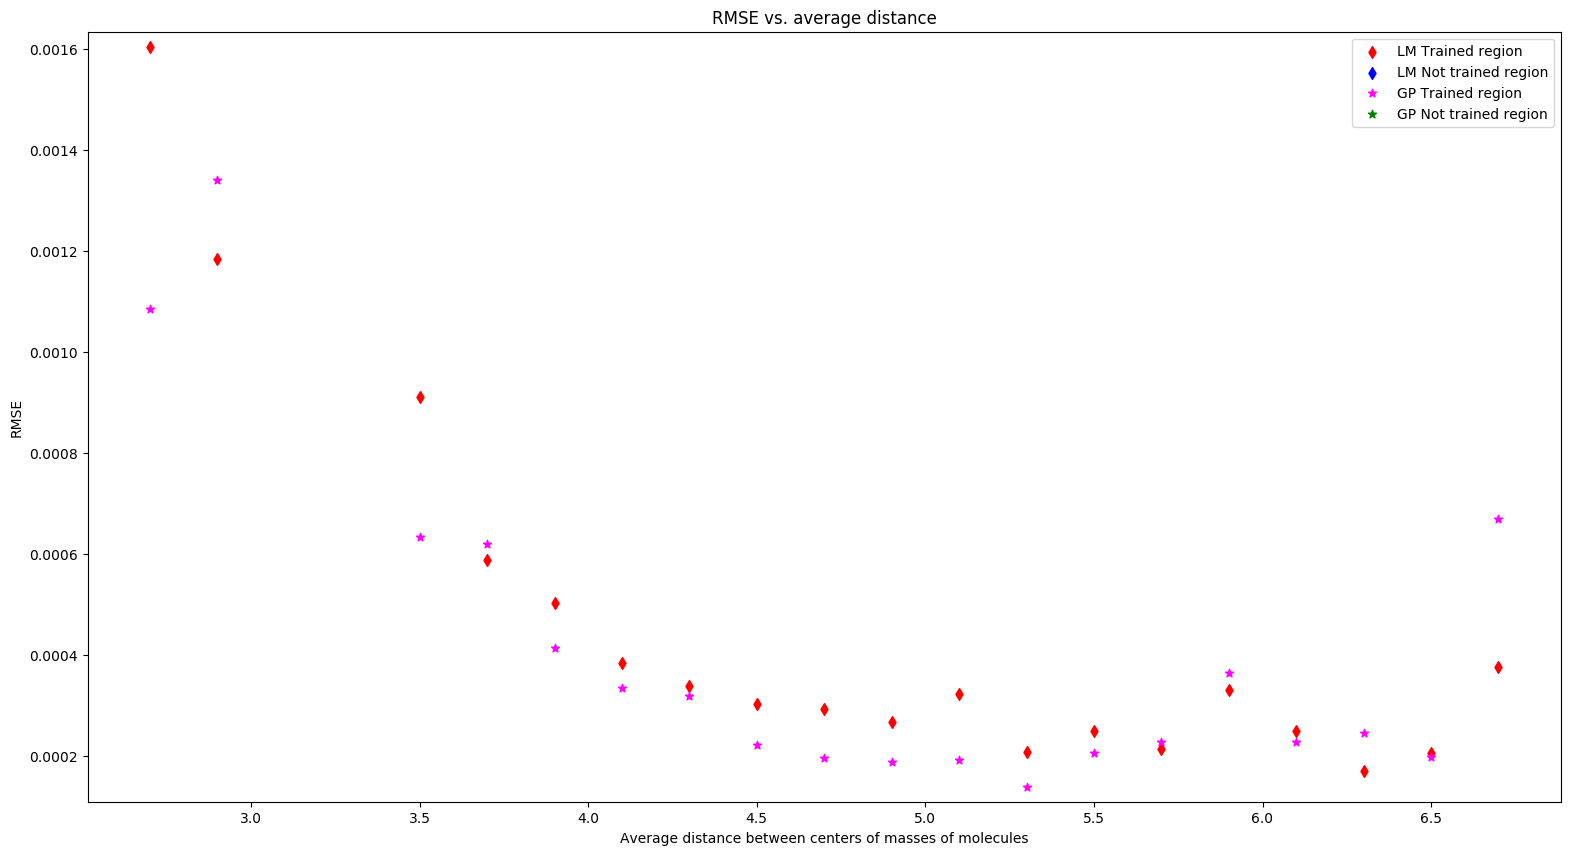 RMSE vs. average distance
LM Trained region
LM Not trained region
GP Trained region
GP Not trained region
0.0016
0.0014
0.0012
0.0010
0.0008
0.0006
0.0004
0.0002
RMSE
3.0 3.5 4.0 4.5 5.0 5.5 6.0 6.5
Average distance between centers of masses of molecules